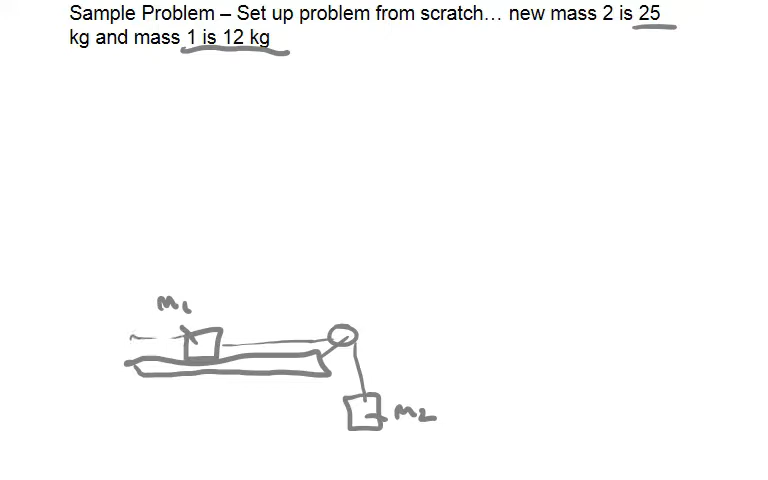 Sample Problem – Set up problem from scratch... new mass 2 is 25
kg and mass 1 is 12 kg
M1
M2